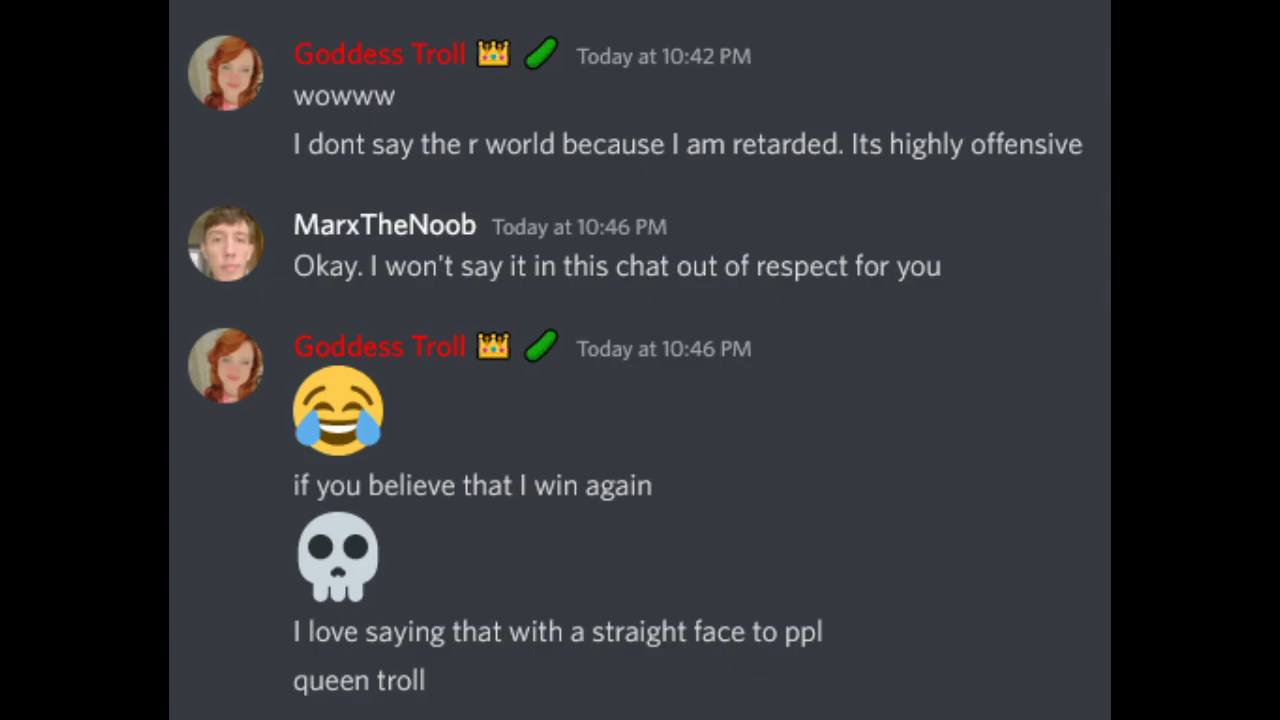 Goddess Troll 👑 🥒 Today at 10:42 PM
wowww
I dont say the r world because I am retarded. Its highly offensive
MarxTheNoob Today at 10:46 PM
Okay. I won't say it in this chat out of respect for you
Goddess Troll 👑 🥒 Today at 10:46 PM
😂
if you believe that I win again
💀
I love saying that with a straight face to ppl
queen troll